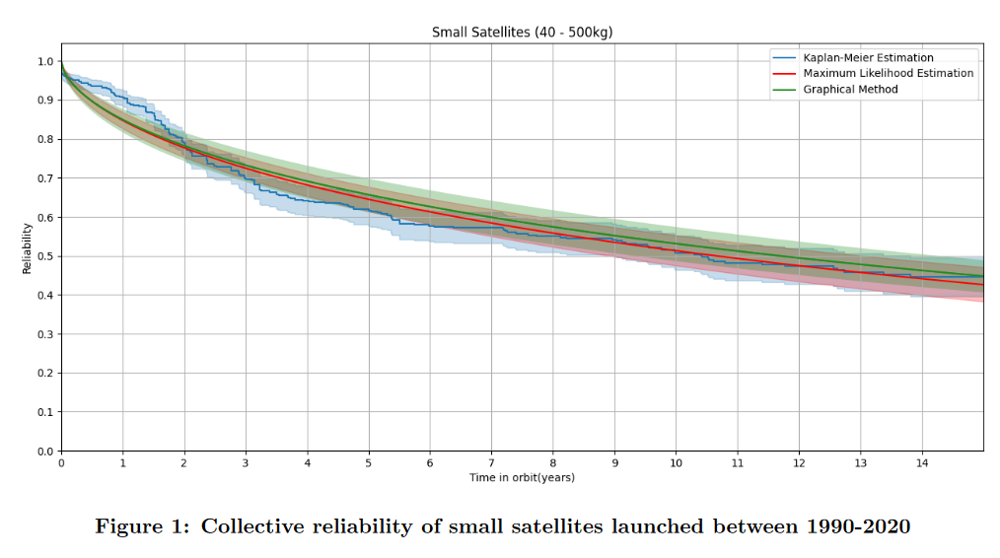 Small Satellites (40 - 500kg)
Kaplan-Meier Estimation
Maximum Likelihood Estimation
Graphical Method
Reliability
1.0
0.9
0.8
0.7
0.6
0.5
0.4
0.3
0.2
0.1
0.0
0 1 2 3 4 5 6 7 8 9 10 11 12 13 14
Time in orbit(years)
Figure 1: Collective reliability of small satellites launched between 1990-2020